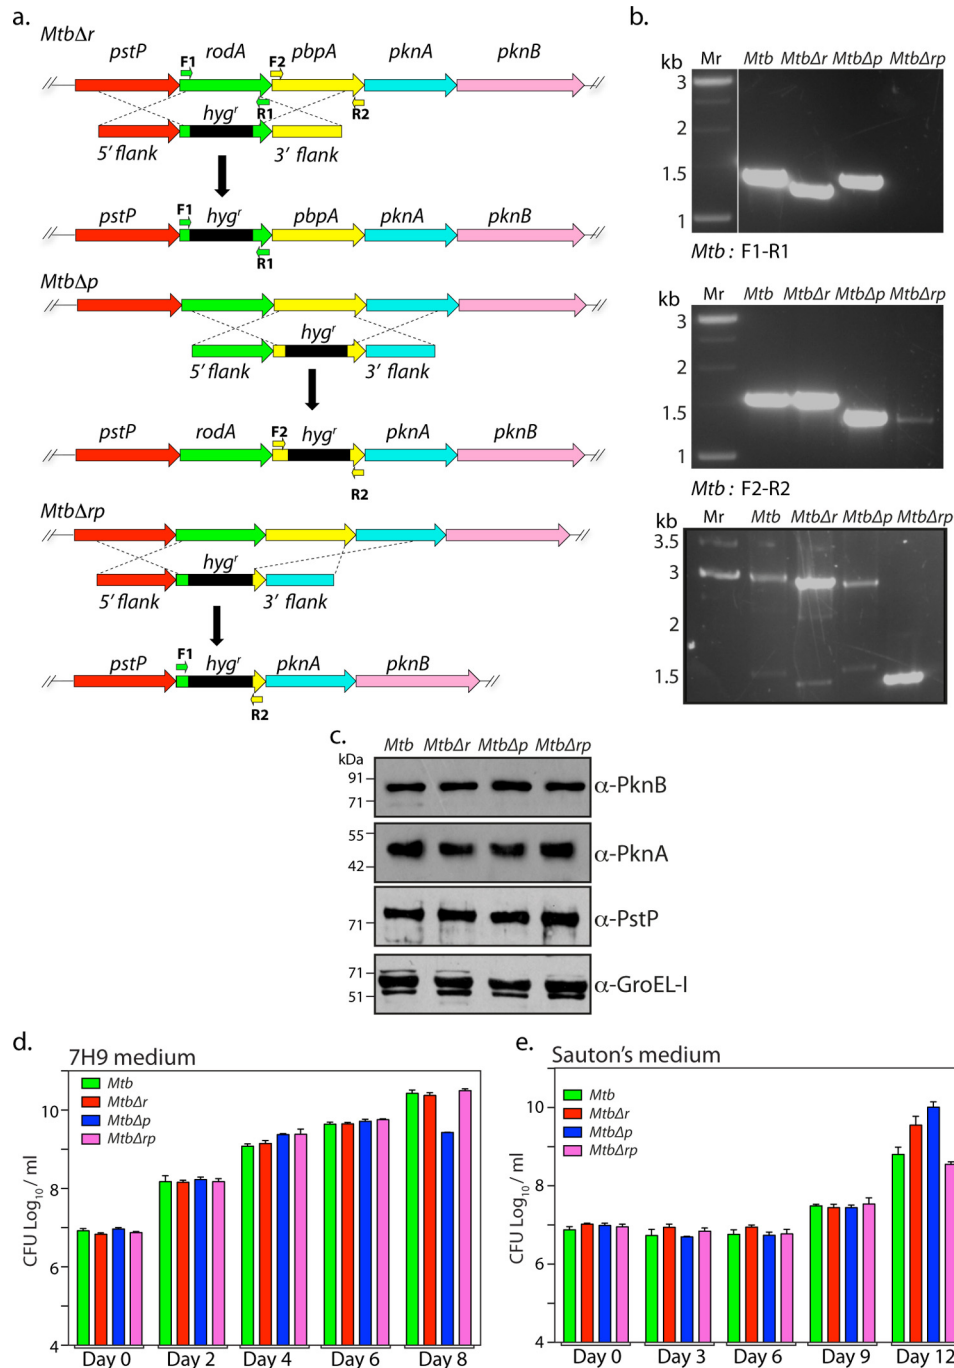 a.
MtbΔr
pstP rodA pbpA pknA pknB
F1 F2
R1 R2
hygr
5' flank 3' flank
pstP hygr pbpA pknA pknB
F1
R1
MtbΔp
hygr
5' flank 3' flank
pstP rodA hygr pknA pknB
F2
R2
MtbΔrp
hygr
5' flank 3' flank
pstP hygr pknA pknB
F1
R2
b.
kb Mr Mtb MtbΔr MtbΔp MtbΔrp
3
2
1.5
1
Mtb : F1-R1
kb Mr Mtb MtbΔr MtbΔp MtbΔrp
3
2
1.5
1
Mtb : F2-R2
kb Mr Mtb MtbΔr MtbΔp MtbΔrp
3.5
3
2
1.5
c.
kDa Mtb MtbΔr MtbΔp MtbΔrp
91
71
α-PknB
55
42
α-PknA
71
α-PstP
71
51
α-GroEL-I
d.
7H9 medium
Mtb
MtbΔr
MtbΔp
MtbΔrp
CFU Log10/ ml
10
8
6
4
Day 0 Day 2 Day 4 Day 6 Day 8
e.
Sauton's medium
Mtb
MtbΔr
MtbΔp
MtbΔrp
CFU Log10/ ml
10
8
6
4
Day 0 Day 3 Day 6 Day 9 Day 12